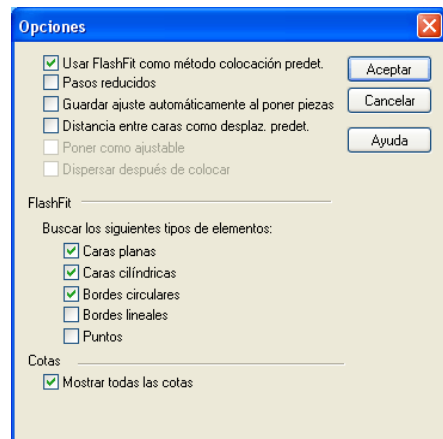 Opciones
Usar FlashFit como método colocación predet.
Pasos reducidos
Guardar ajuste automáticamente al poner piezas
Distancia entre caras como desplaz. predet.
Poner como ajustable
Dispersar después de colocar
Aceptar
Cancelar
Ayuda
FlashFit
Buscar los siguientes tipos de elementos:
Caras planas
Caras cilíndricas
Bordes circulares
Bordes lineales
Puntos
Cotas
Mostrar todas las cotas